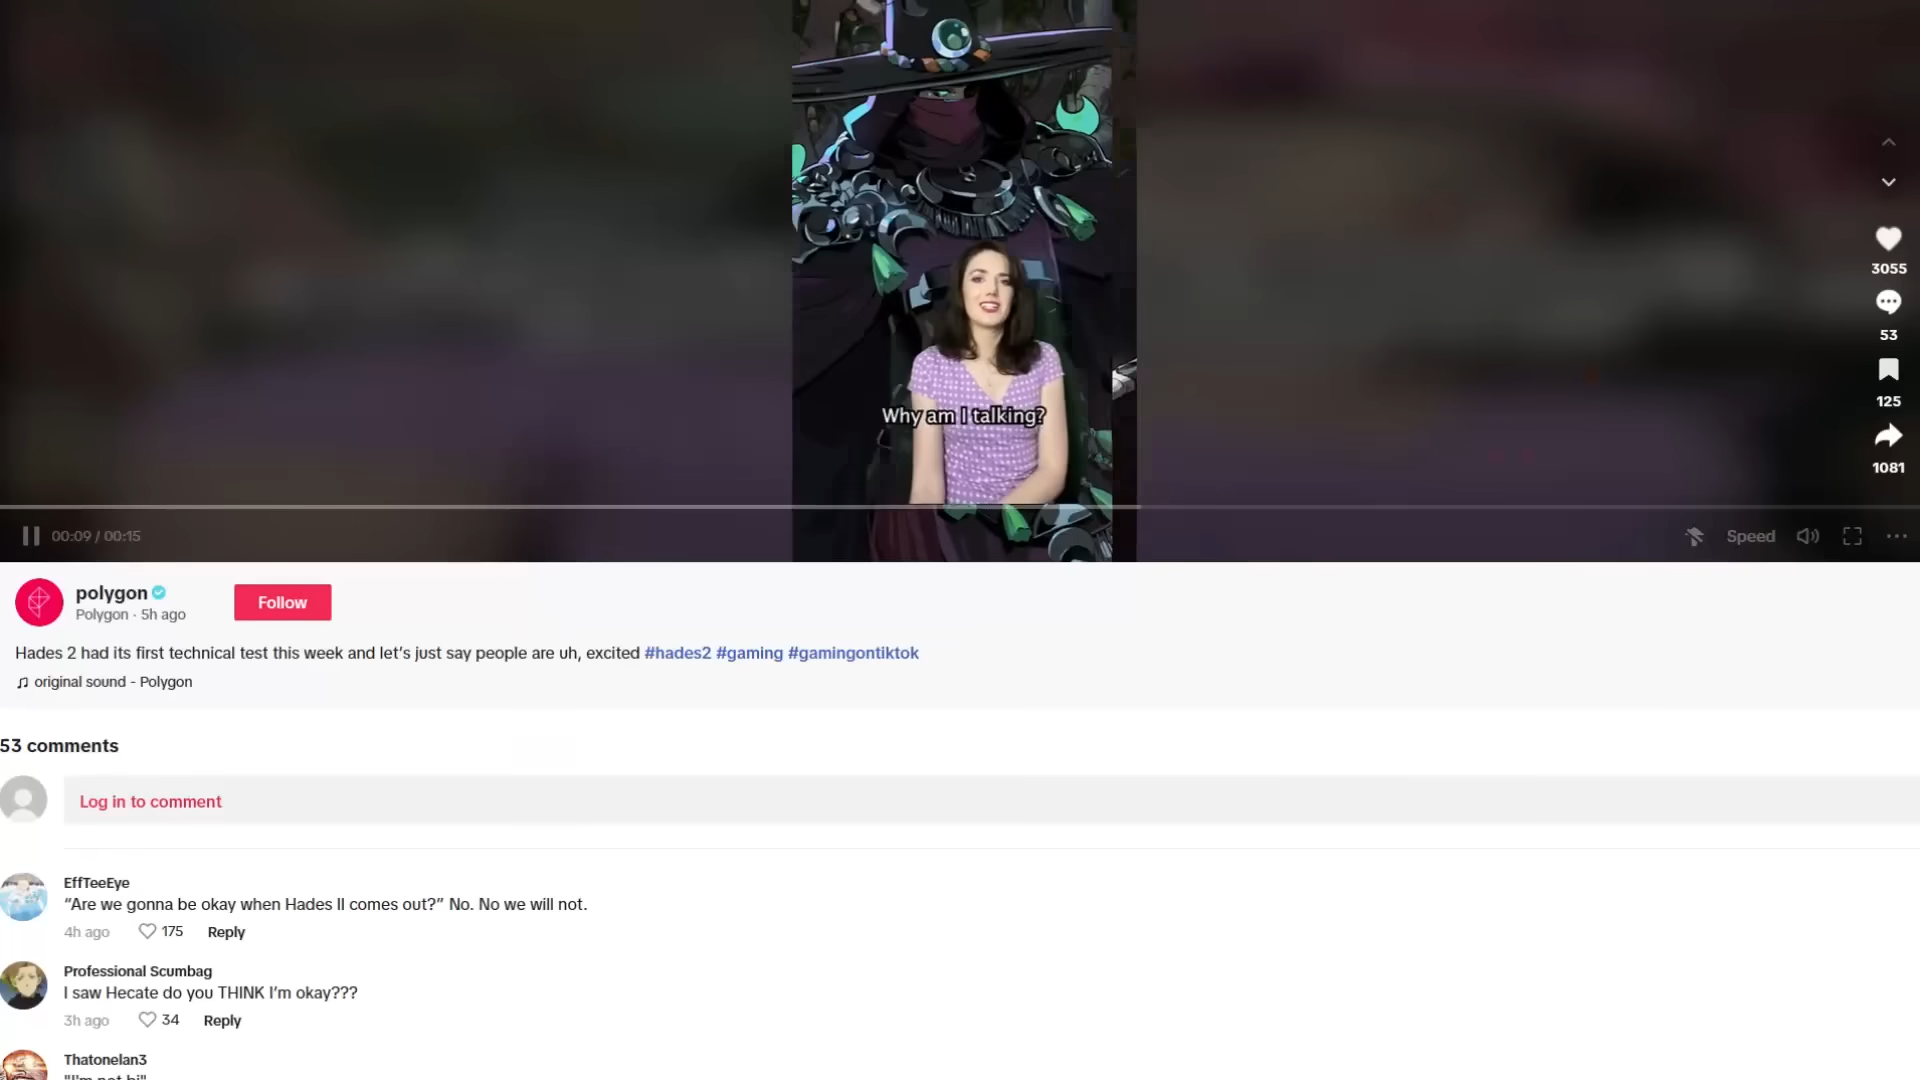 Why am I talking?
3055
53
125
1081
00:09 / 00:15
Speed
polygon
Polygon · 5h ago
Follow
Hades 2 had its first technical test this week and let's just say people are uh, excited #hades2 #gaming #gamingontiktok
original sound - Polygon
53 comments
Log in to comment
EffTeeEye
“Are we gonna be okay when Hades II comes out?” No. No we will not.
4h ago 175 Reply
Professional Scumbag
I saw Hecate do you THINK I'm okay???
3h ago 34 Reply
Thatonelan3
"I'm not bi"